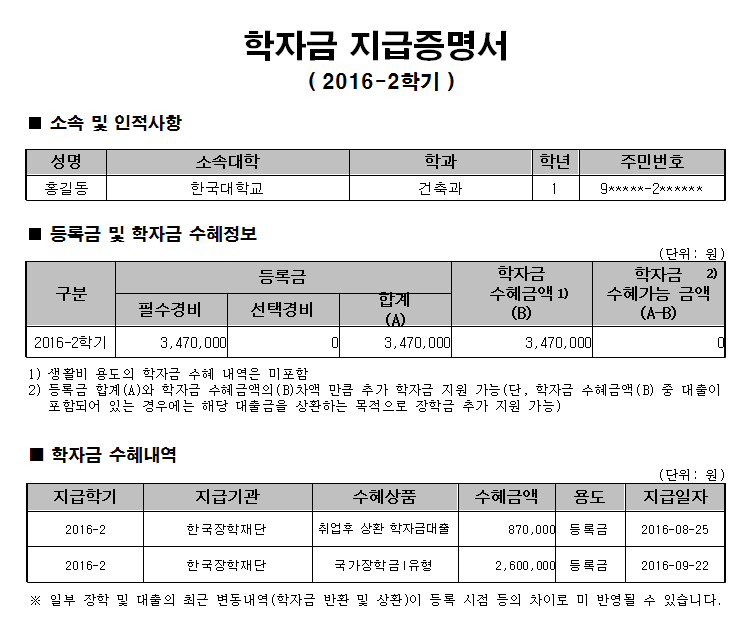 학자금 지급증명서
( 2016-2학기 )
■ 소속 및 인적사항
성명 소속대학 학과 학년 주민번호
홍길동 한국대학교 건축과 1 9*****-2******
■ 등록금 및 학자금 수혜정보
(단위: 원)
구분 등록금 학자금 수혜금액 1) (B) 학자금 2) 수혜가능 금액 (A-B)
필수경비 선택경비 합계 (A)
2016-2학기 3,470,000 0 3,470,000 3,470,000 0
1) 생활비 용도의 학자금 수혜 내역은 미포함
2) 등록금 합계(A)와 학자금 수혜금액의(B)차액 만큼 추가 학자금 지원 가능(단, 학자금 수혜금액(B) 중 대출이
포함되어 있는 경우에는 해당 대출금을 상환하는 목적으로 장학금 추가 지원 가능)
■ 학자금 수혜내역
(단위: 원)
지급학기 지급기관 수혜상품 수혜금액 용도 지급일자
2016-2 한국장학재단 취업후 상환 학자금대출 870,000 등록금 2016-08-25
2016-2 한국장학재단 국가장학금Ⅰ유형 2,600,000 등록금 2016-09-22
※ 일부 장학 및 대출의 최근 변동내역(학자금 반환 및 상환)이 등록 시점 등의 차이로 미 반영될 수 있습니다.